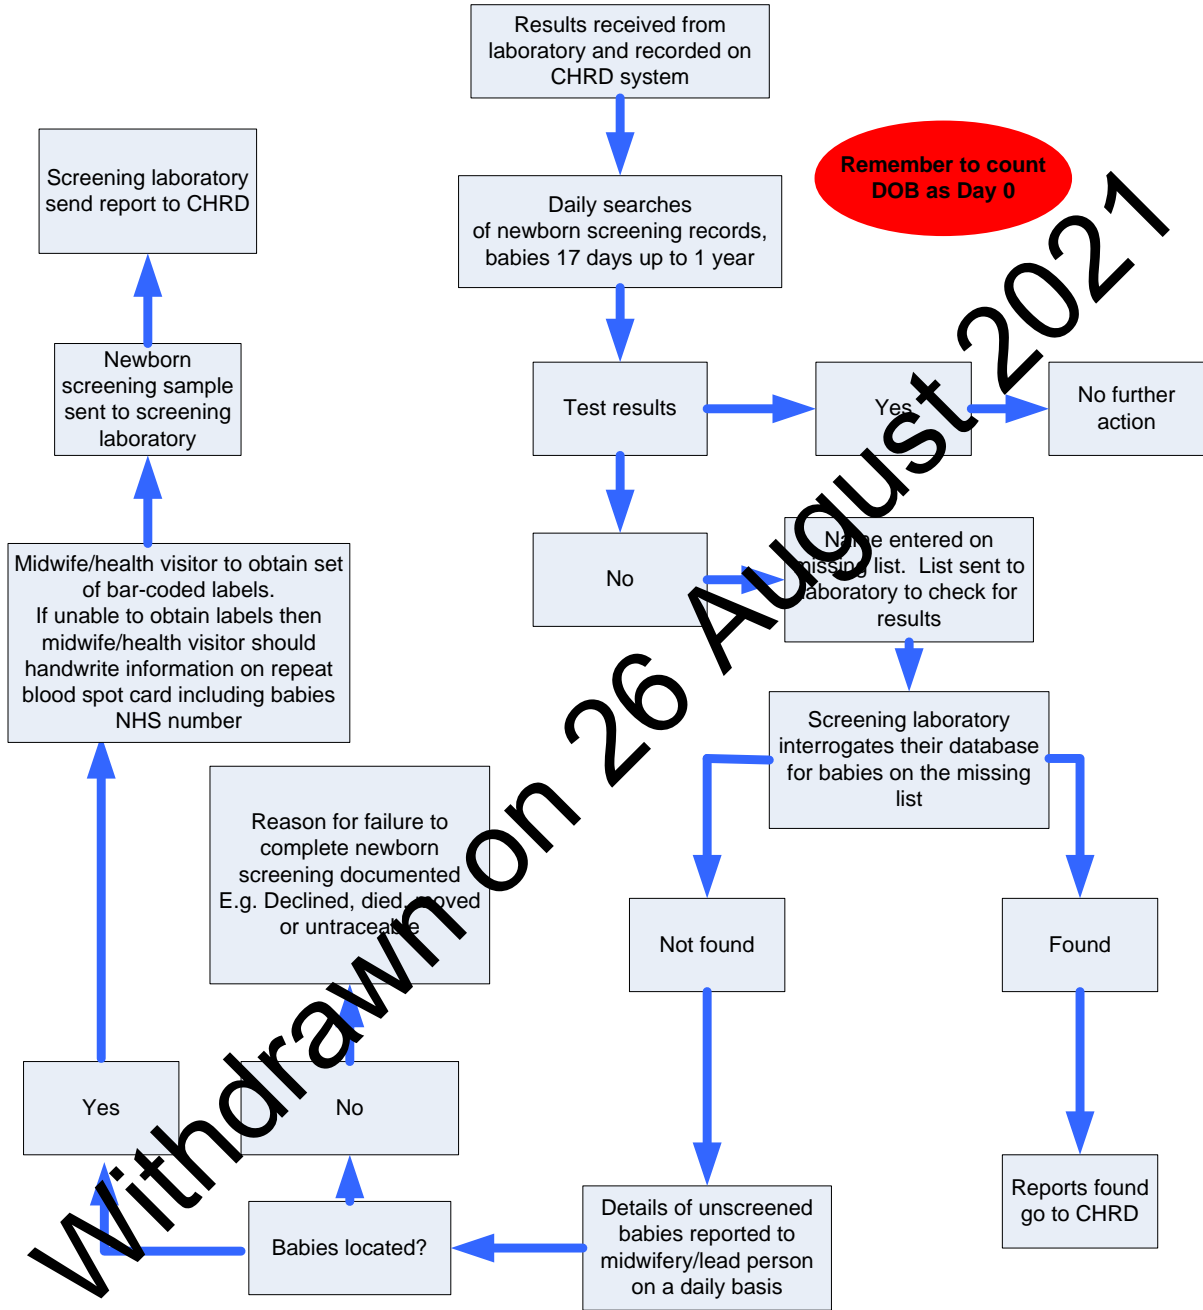 Results received from
laboratory and recorded on
CHRD system
Remember to count
DOB as Day 0
Screening laboratory
send report to CHRD
Daily searches
of newborn screening records,
babies 17 days up to 1 year
Newborn
screening sample
sent to screening
laboratory
Test results
Yes
No further
action
Midwife/health visitor to obtain set
of bar-coded labels.
If unable to obtain labels then
midwife/health visitor should
handwrite information on repeat
blood spot card including babies
NHS number
No
Name entered on
missing list.  List sent to
laboratory to check for
results
Screening laboratory
interrogates their database
for babies on the missing
list
Reason for failure to
complete newborn
screening documented
E.g. Declined, died, moved
or untraceable
Not found
Found
Yes
No
Babies located?
Details of unscreened
babies reported to
midwifery/lead person
on a daily basis
Reports found
go to CHRD
Withdrawn on 26 August 2021